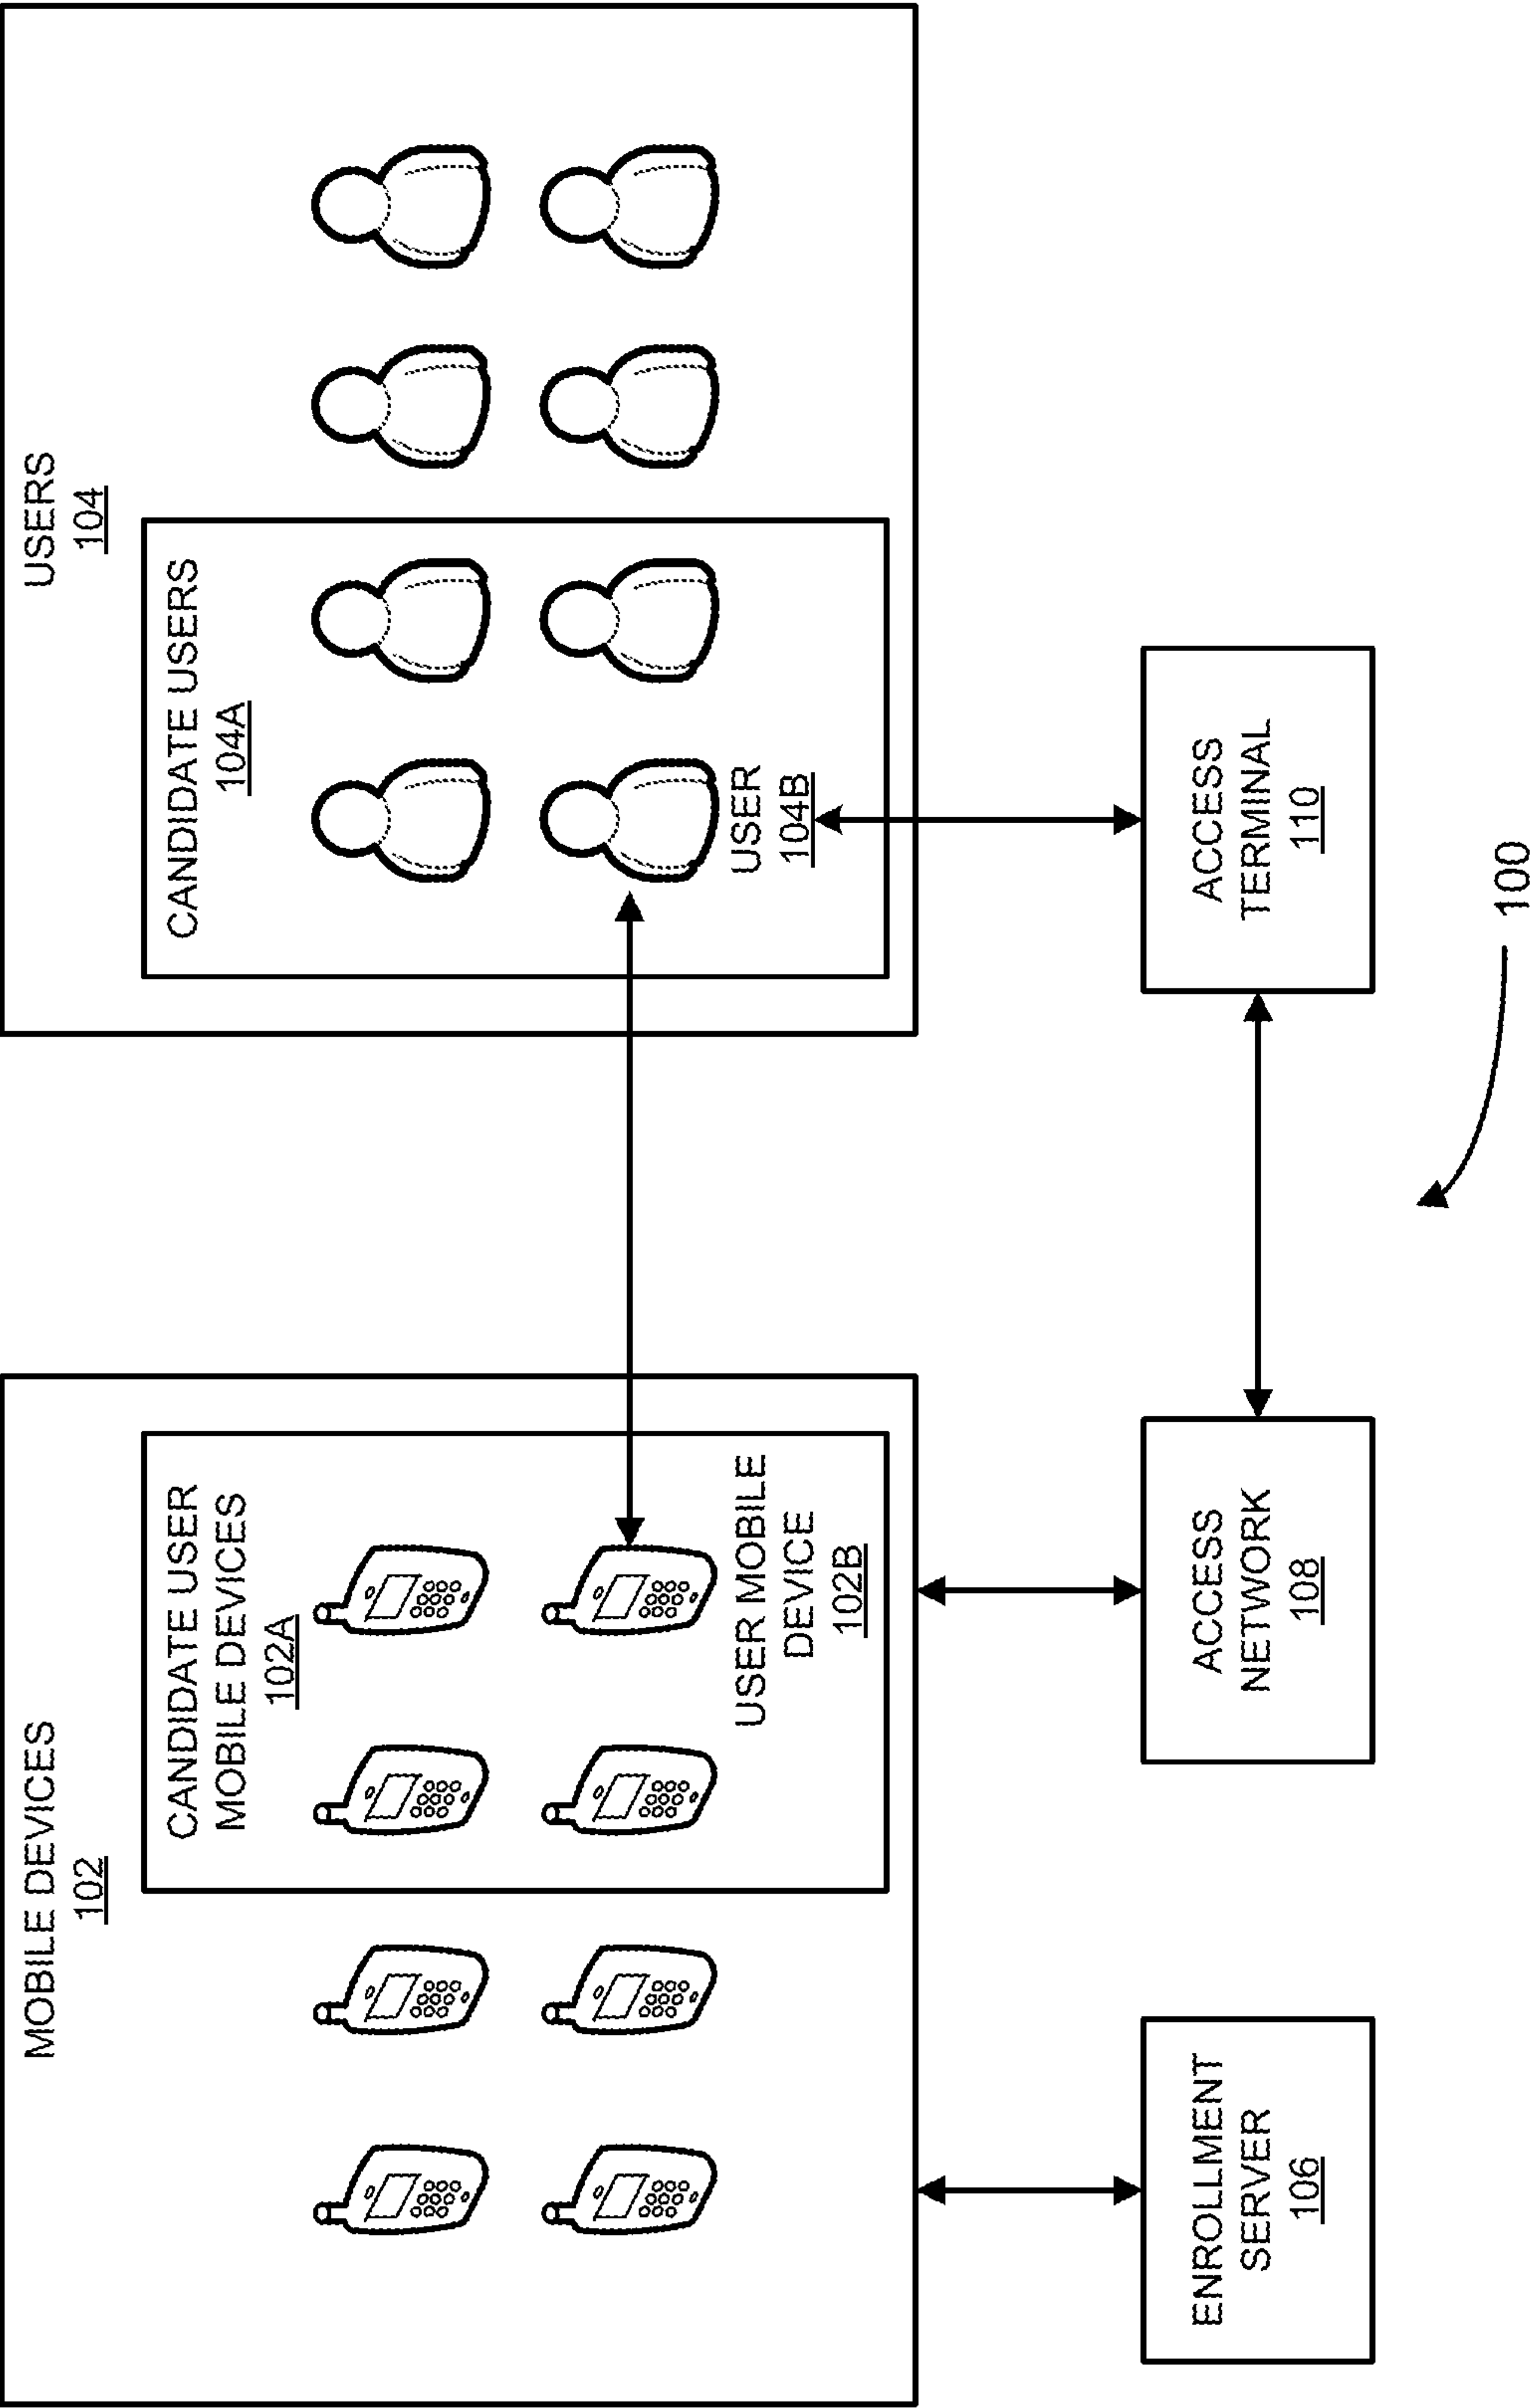 MOBILE DEVICES
102
CANDIDATE USER
MOBILE DEVICES
102A
USER MOBILE
DEVICE
102B
USERS
104
CANDIDATE USERS
104A
USER
104B
ENROLLMENT
SERVER
106
ACCESS
NETWORK
108
ACCESS
TERMINAL
110
100